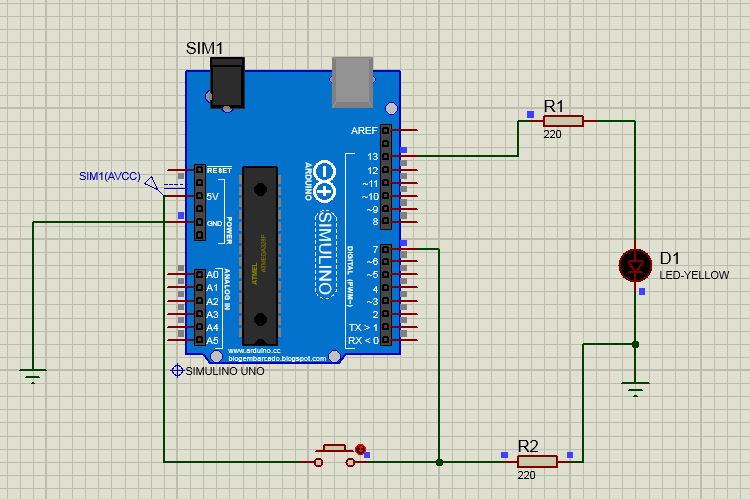 SIM1
R1
220
AREF
13
12
~11
~10
~9
8
7
~6
~5
4
~3
2
TX > 1
RX < 0
RESET
5V
GND
POWER
A0
A1
A2
A3
A4
A5
ANALOG IN
DIGITAL (PWM~)
ARDUINO
SIMULINO
ATMEL
ATMEGA328P
www.arduino.cc
blogembarcado.blogspot.com
SIMULINO UNO
SIM1(AVCC)
D1
LED-YELLOW
R2
220